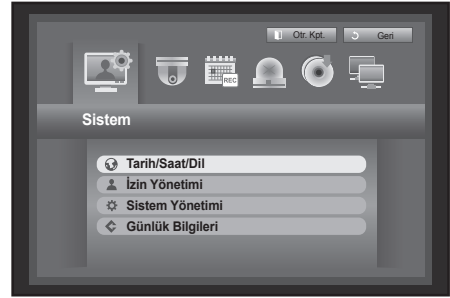 Otr. Kpt. Geri
REC
Sistem
Tarih/Saat/Dil
İzin Yönetimi
Sistem Yönetimi
Günlük Bilgileri